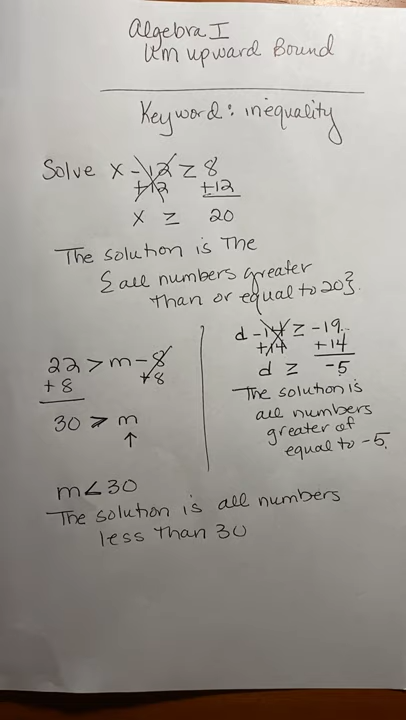 Algebra I
UM upward Bound
Keyword: inequality
Solve x - 12 ≥ 8
+12 +12
x ≥ 20
The solution is The
{all numbers greater
Than or equal to 20}.
22 > m - 8
+ 8 +8
30 > m
↑
m < 30
The solution is all numbers
less Than 30
d - 14 ≥ -19
+14 +14
d ≥ -5
The solution is
all numbers
greater of
equal to -5.